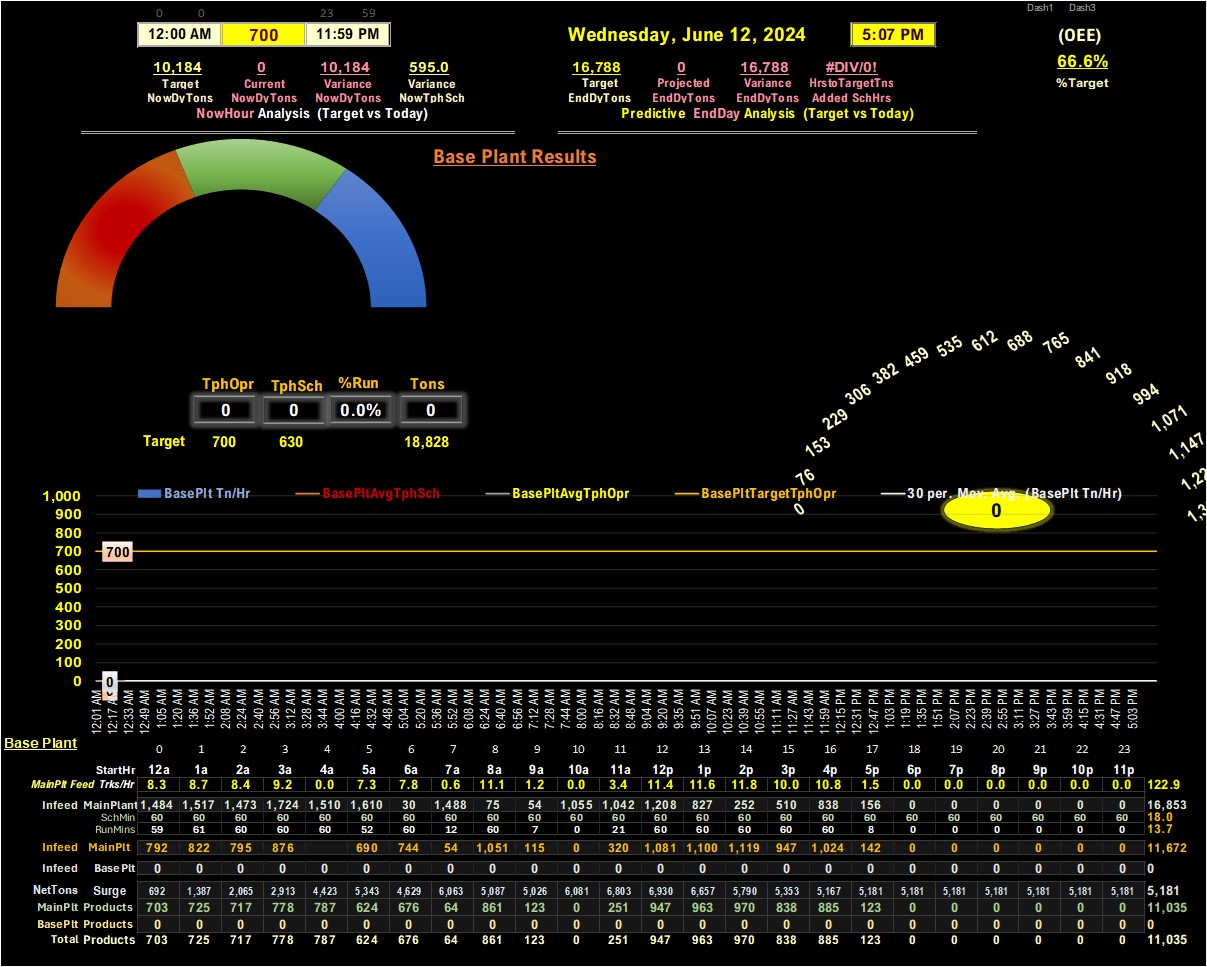 0 0 23 59 Dash1 Dash3
12:00 AM 700 11:59 PM Wednesday, June 12, 2024 5:07 PM (OEE)
10,184 0 10,184 595.0 16,788 0 16,788 #DIV/0! 66.6%
Target Current Variance Variance Target Projected Variance HrstoTargetTns %Target
NowDyTons NowDyTons NowDyTons NowTphSch EndDyTons EndDyTons EndDyTons Added SchHrs
NowHour Analysis (Target vs Today) Predictive EndDay Analysis (Target vs Today)
Base Plant Results
TphOpr TphSch %Run Tons
0 0 0.0% 0
Target 700 630 18,828
0 76 153 229 306 382 459 535 612 688 765 841 918 994 1,071 1,147
0
BasePlt Tn/Hr BasePltAvgTphSch BasePltAvgTphOpr BasePltTargetTphOpr 30 per. Mov. Avg. (BasePlt Tn/Hr)
1,000
900
800
700 700
600
500
400
300
200
100
0 0
12:01 AM 12:17 AM 12:33 AM 12:49 AM 1:05 AM 1:20 AM 1:36 AM 1:52 AM 2:08 AM 2:24 AM 2:40 AM 2:56 AM 3:12 AM 3:28 AM 3:44 AM 4:00 AM 4:16 AM 4:32 AM 4:48 AM 5:04 AM 5:20 AM 5:36 AM 5:52 AM 6:08 AM 6:24 AM 6:40 AM 6:56 AM 7:12 AM 7:28 AM 7:44 AM 8:00 AM 8:16 AM 8:32 AM 8:48 AM 9:04 AM 9:20 AM 9:35 AM 9:51 AM 10:07 AM 10:23 AM 10:39 AM 10:55 AM 11:11 AM 11:27 AM 11:43 AM 11:59 AM 12:15 PM 12:31 PM 12:47 PM 1:03 PM 1:19 PM 1:35 PM 1:51 PM 2:07 PM 2:23 PM 2:39 PM 2:55 PM 3:11 PM 3:27 PM 3:43 PM 3:59 PM 4:15 PM 4:31 PM 4:47 PM 5:03 PM
Base Plant 0 1 2 3 4 5 6 7 8 9 10 11 12 13 14 15 16 17 18 19 20 21 22 23
StartHr 12a 1a 2a 3a 4a 5a 6a 7a 8a 9a 10a 11a 12p 1p 2p 3p 4p 5p 6p 7p 8p 9p 10p 11p
MainPlt Feed Trks/Hr 8.3 8.7 8.4 9.2 0.0 7.3 7.8 0.6 11.1 1.2 0.0 3.4 11.4 11.6 11.8 10.0 10.8 1.5 0.0 0.0 0.0 0.0 0.0 0.0 122.9
Infeed MainPlant 1,484 1,517 1,473 1,724 1,510 1,610 30 1,488 75 54 1,055 1,042 1,208 827 252 510 838 156 0 0 0 0 0 0 16,853
SchMin 60 60 60 60 60 60 60 60 60 60 60 60 60 60 60 60 60 60 60 60 60 60 60 60 18.0
RunMins 59 61 60 60 60 52 60 12 60 7 0 21 60 60 60 60 60 8 0 0 0 0 0 0 13.7
Infeed MainPlt 792 822 795 876 690 744 54 1,051 115 0 320 1,081 1,100 1,119 947 1,024 142 0 0 0 0 0 0 11,672
Infeed BasePlt 0 0 0 0 0 0 0 0 0 0 0 0 0 0 0 0 0 0 0 0 0 0 0 0 0
NetTons Surge 692 1,387 2,065 2,913 4,423 5,343 4,629 6,063 5,087 5,026 6,081 6,803 6,930 6,657 5,790 5,353 5,167 5,181 5,181 5,181 5,181 5,181 5,181 5,181 5,181
MainPlt Products 703 725 717 778 787 624 676 64 861 123 0 251 947 963 970 838 885 123 0 0 0 0 0 0 11,035
BasePlt Products 0 0 0 0 0 0 0 0 0 0 0 0 0 0 0 0 0 0 0 0 0 0 0 0 0
Total Products 703 725 717 778 787 624 676 64 861 123 0 251 947 963 970 838 885 123 0 0 0 0 0 0 11,035